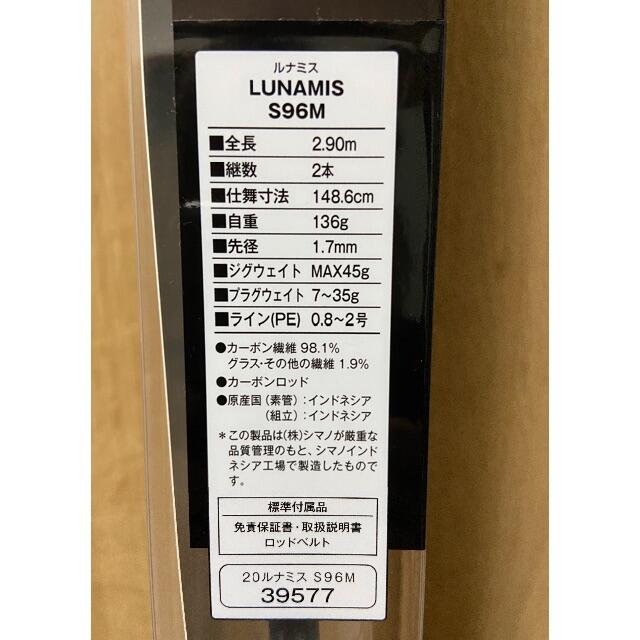 ルナミス
LUNAMIS
S96M
■全長 2.90m
■継数 2本
■仕舞寸法 148.6cm
■自重 136g
■先径 1.7mm
■ジグウェイト MAX45g
■プラグウェイト 7~35g
■ライン(PE) 0.8~2号
●カーボン繊維 98.1%
グラス・その他の繊維 1.9%
●カーボンロッド
●原産国(素管):インドネシア
(組立):インドネシア
*この製品は(株)シマノが厳重な
品質管理のもと、シマノインド
ネシア工場で製造したもので
す。
標準付属品
免責保証書・取扱説明書
ロッドベルト
20ルナミス S96M
39577